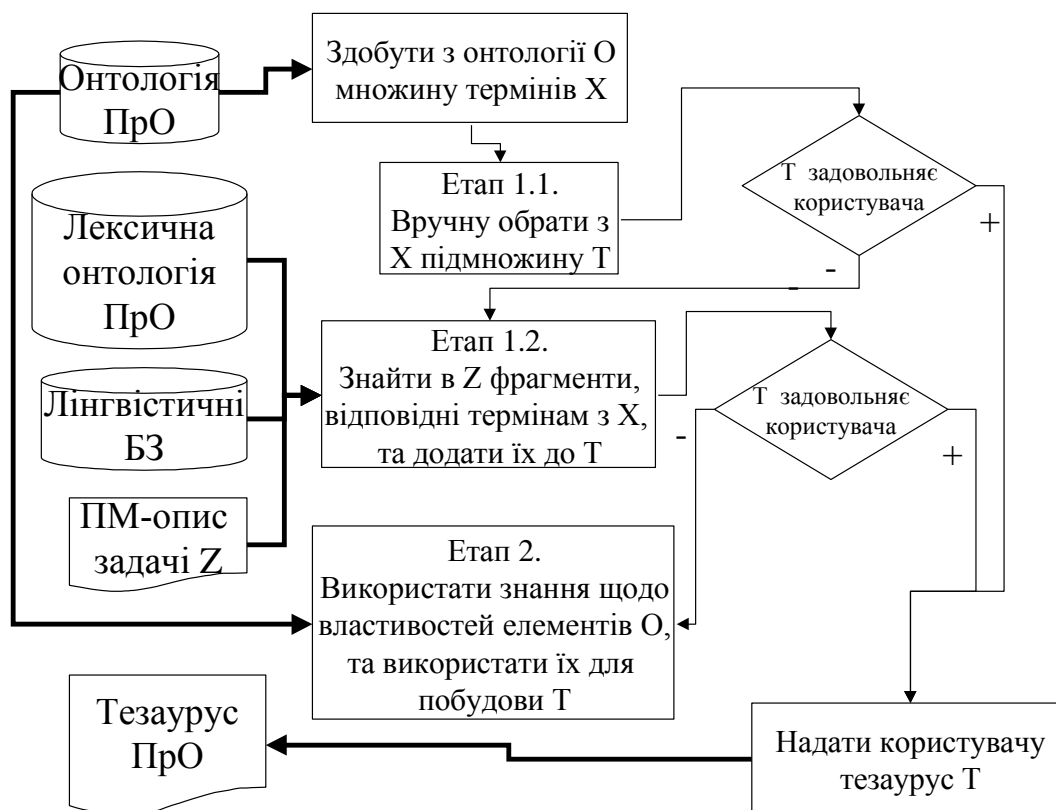 Онтологія
ПрО
Здобути з онтології О
множину термінів Х
Етап 1.1.
Вручну обрати з
Х підмножину Т
Т задовольняє
користувача
+
-
-
Лексична
онтологія
ПрО
Лінгвістичні
БЗ
ПМ-опис
задачі Z
Етап 1.2.
Знайти в Z фрагменти,
відповідні термінам з Х,
та додати їх до Т
Т задовольняє
користувача
-
+
Етап 2.
Використати знання щодо
властивостей елементів О,
та використати їх для
побудови Т
Тезаурус
ПрО
Надати користувачу
тезаурус Т